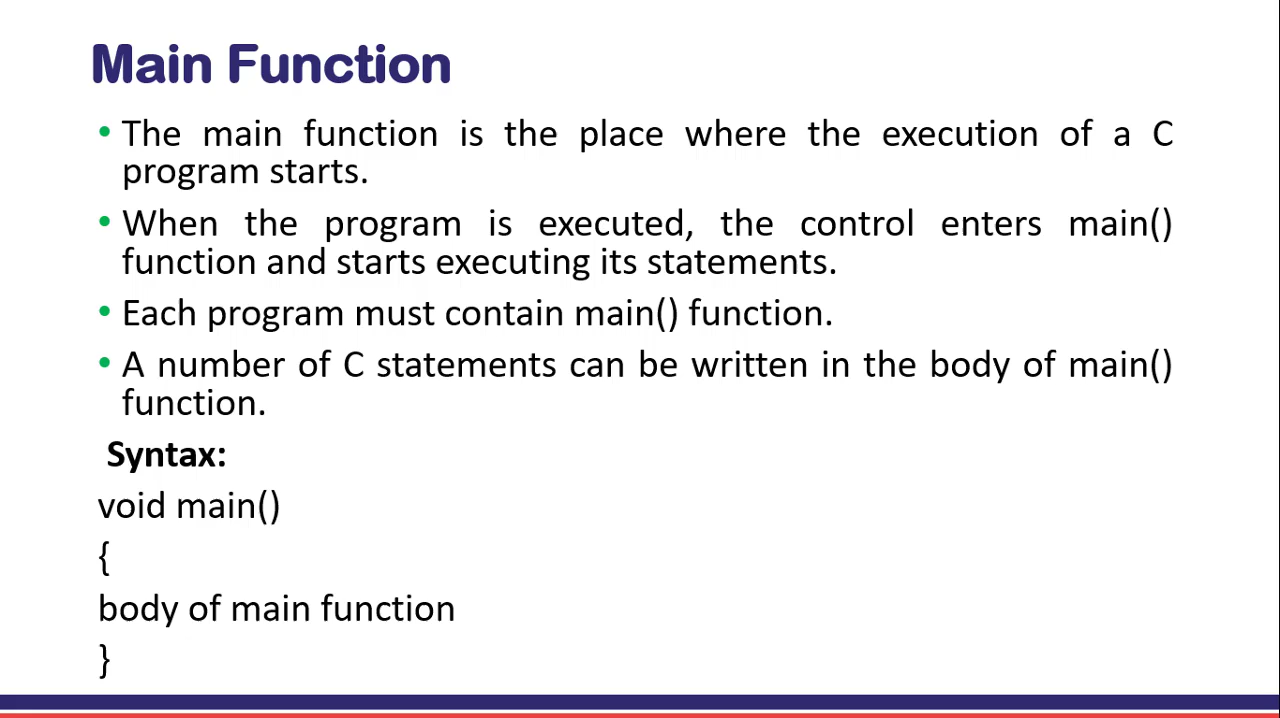 Main Function
• The main function is the place where the execution of a C
program starts.
• When the program is executed, the control enters main()
function and starts executing its statements.
• Each program must contain main() function.
• A number of C statements can be written in the body of main()
function.
Syntax:
void main()
{
body of main function
}